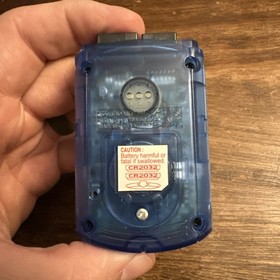 CAUTION :
Battery harmful or
fatal if swallowed.
CR2032
CR2032